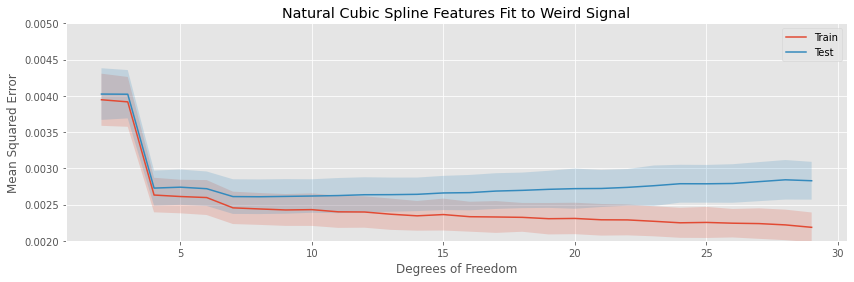 Natural Cubic Spline Features Fit to Weird Signal
Train
Test
Mean Squared Error
0.0050
0.0045
0.0040
0.0035
0.0030
0.0025
0.0020
5 10 15 20 25 30
Degrees of Freedom